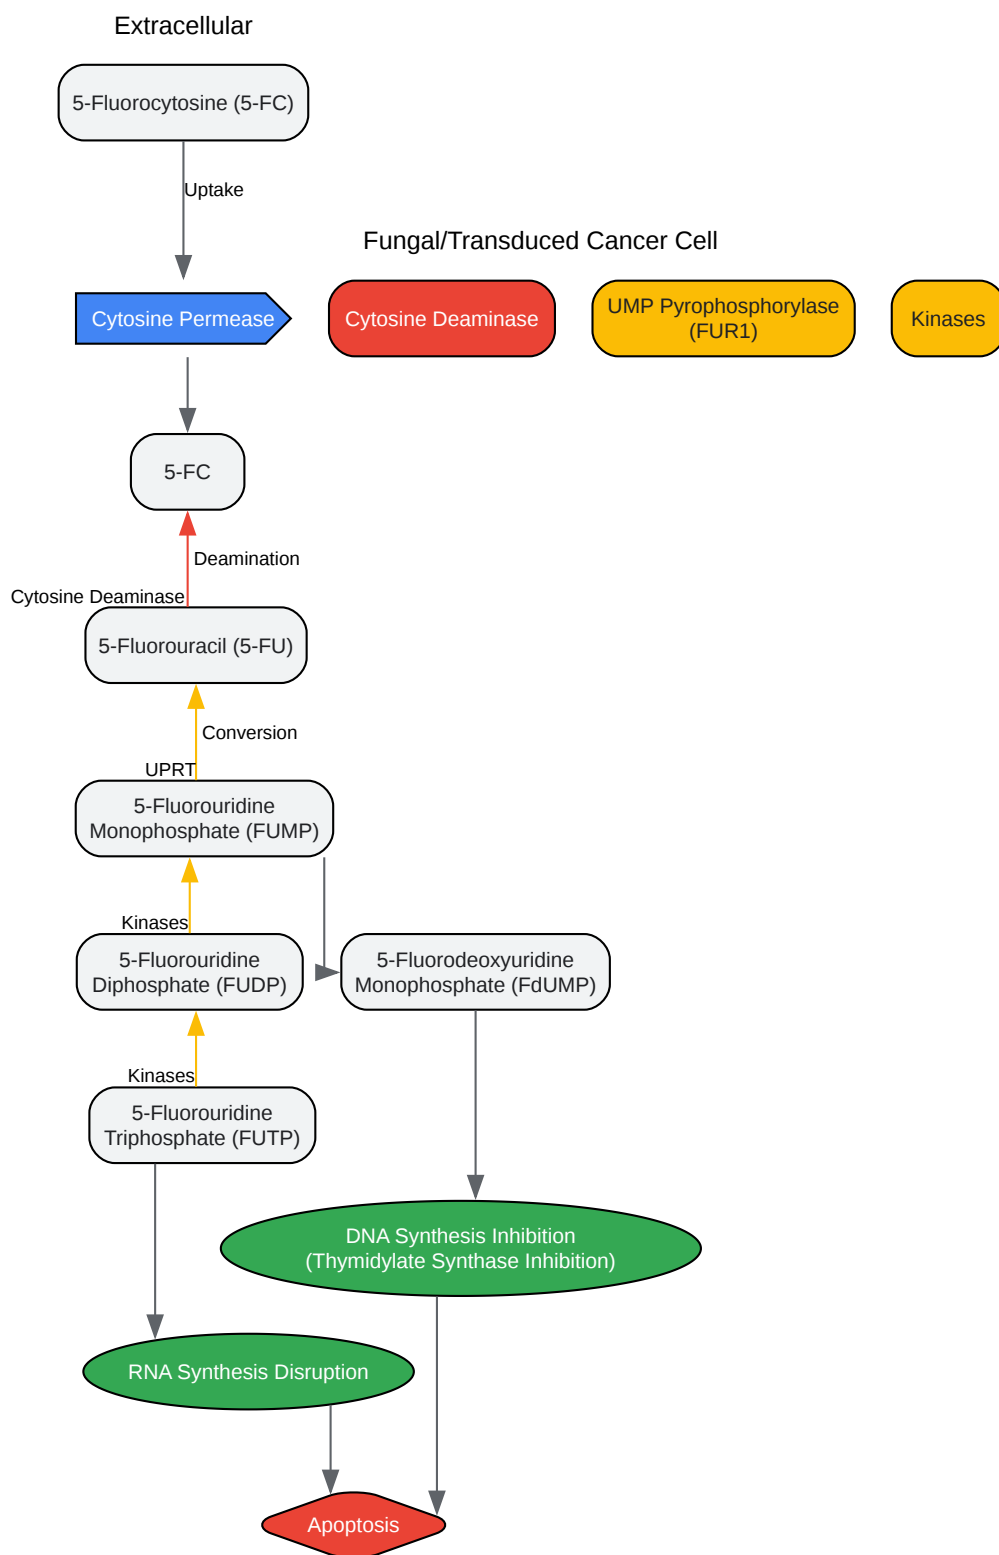 Extracellular
5-Fluorocytosine (5-FC)
Uptake
Fungal/Transduced Cancer Cell
Cytosine Permease
Cytosine Deaminase
UMP Pyrophosphorylase
(FUR1)
Kinases
5-FC
Deamination
Cytosine Deaminase
5-Fluorouracil (5-FU)
Conversion
UPRT
5-Fluorouridine
Monophosphate (FUMP)
Kinases
5-Fluorouridine
Diphosphate (FUDP)
5-Fluorodeoxyuridine
Monophosphate (FdUMP)
Kinases
5-Fluorouridine
Triphosphate (FUTP)
DNA Synthesis Inhibition
(Thymidylate Synthase Inhibition)
RNA Synthesis Disruption
Apoptosis